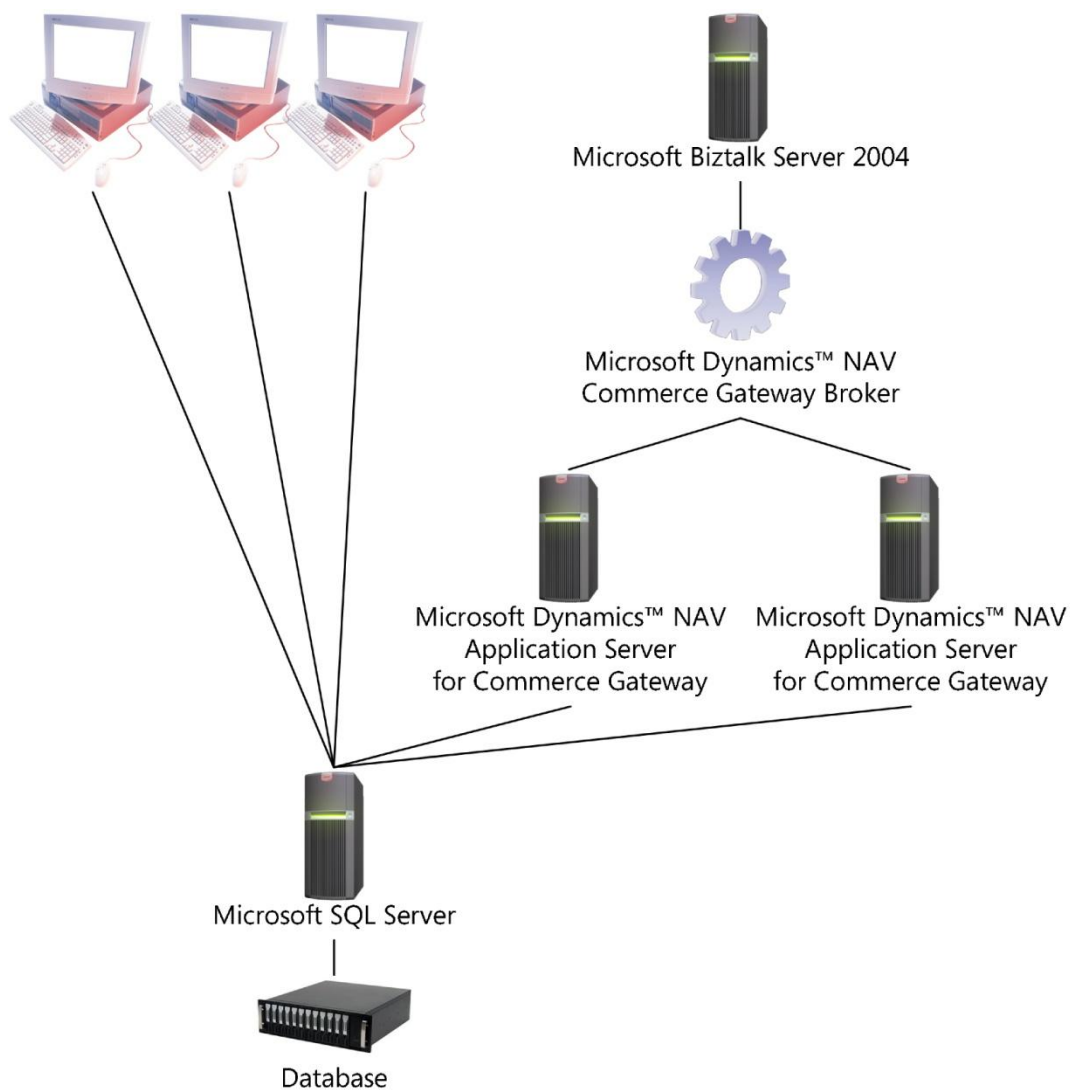 Microsoft Biztalk Server 2004
Microsoft Dynamics™ NAV
Commerce Gateway Broker
Microsoft Dynamics™ NAV
Application Server
for Commerce Gateway
Microsoft Dynamics™ NAV
Application Server
for Commerce Gateway
Microsoft SQL Server
Database